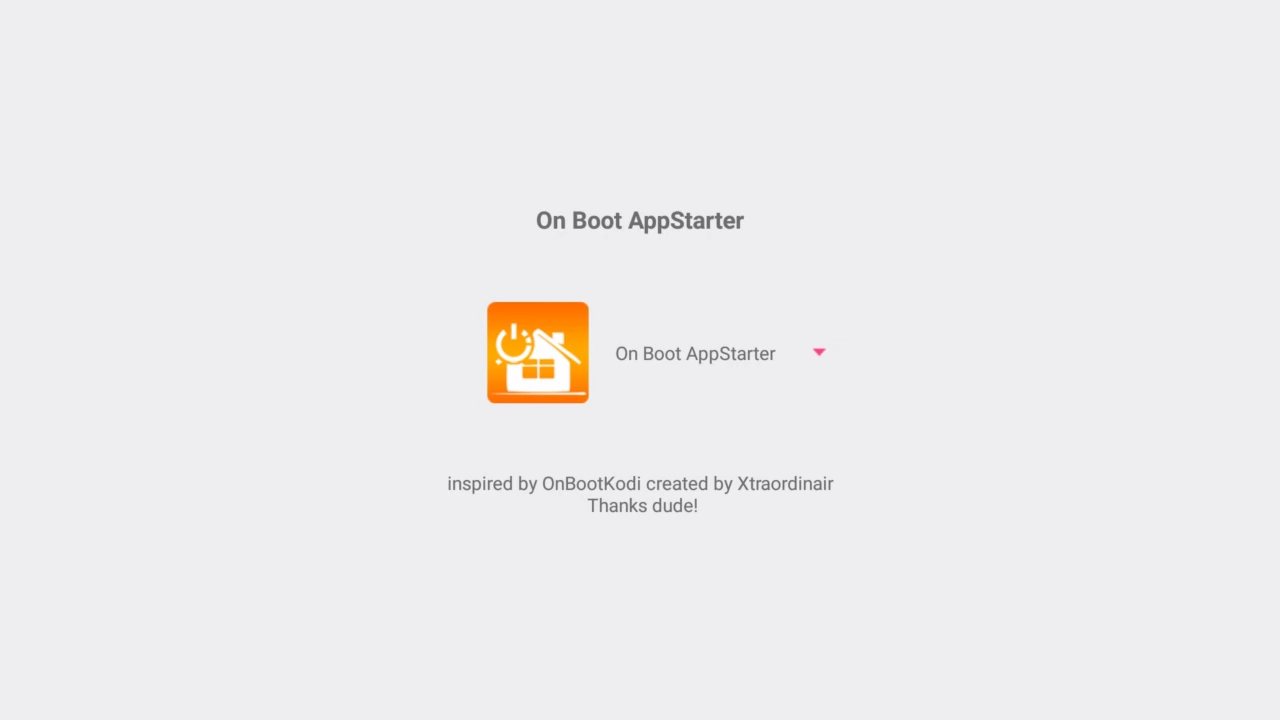 On Boot AppStarter
On Boot AppStarter
inspired by OnBootKodi created by Xtraordinair
Thanks dude!